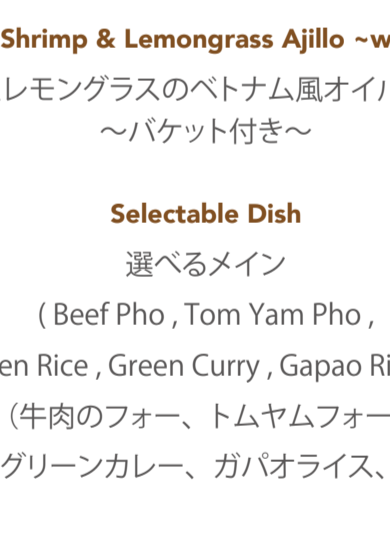 Shrimp & Lemongrass Ajillo ~w
レモングラスのベトナム風オイ
〜バケット付き〜
Selectable Dish
選べるメイン
( Beef Pho , Tom Yam Pho ,
en Rice , Green Curry , Gapao Ri
（牛肉のフォー、トムヤムフォー
グリーンカレー、ガパオライス、